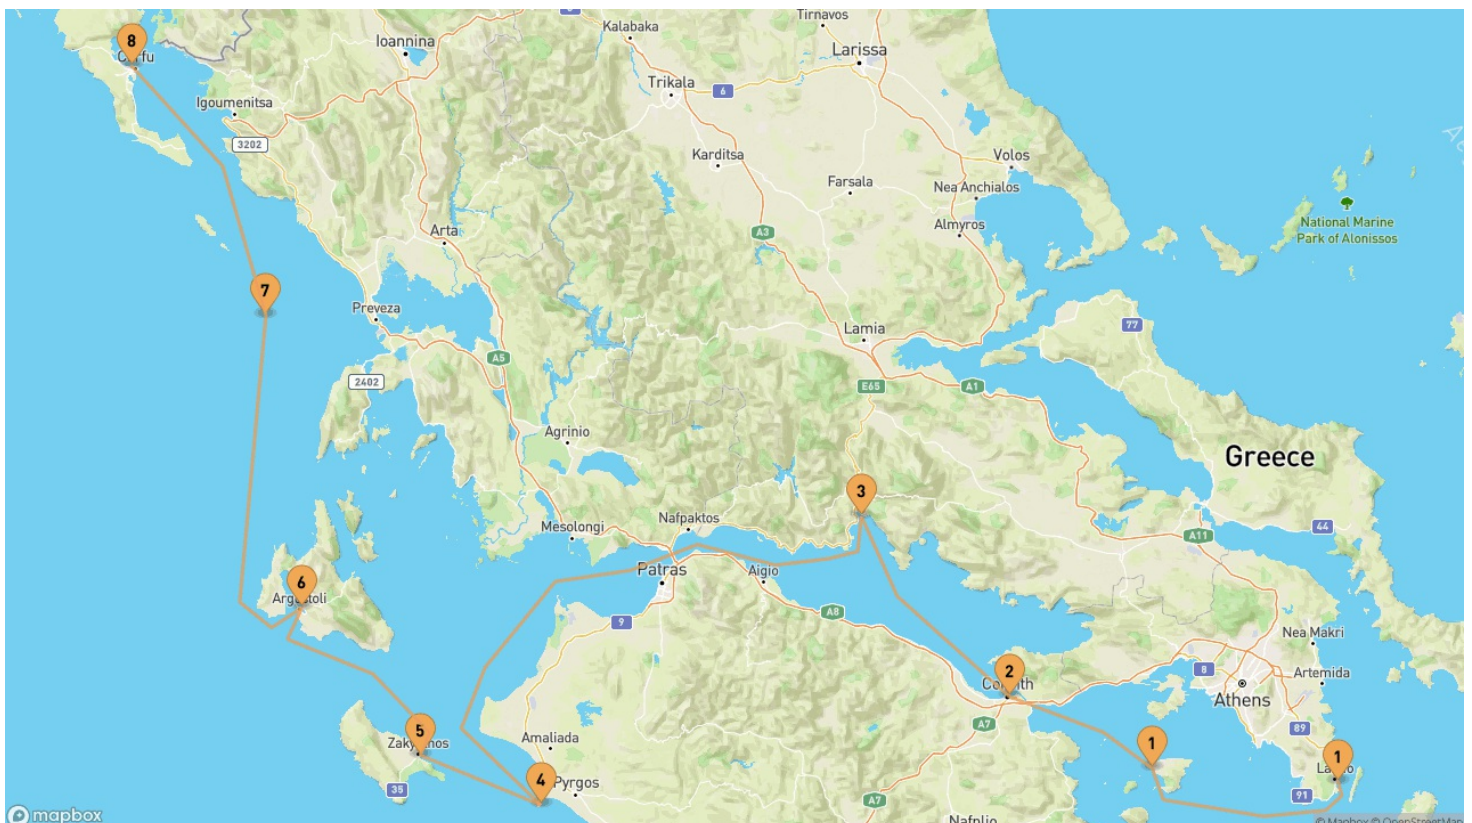 Tirnavos
Kalabaka
8
Ioannina
Larissa
Trikala
6
Igoumenitsa
3202
Karditsa
Volos
Farsala
Nea Anchialos
National Marine
Park of Alonissos
Arta
A3
Almyros
7
Preveza
Lamia
77
A5
2402
E65
A1
Agrinio
Greece
3
Nafpaktos
Mesolongi
44
A11
Patras
Aigio
6
A8
9
Nea Makri
2
8
Artemida
Athens
5
A7
89
Amaliada
1
1
4
Pyrgos
35
91
A7
Nafplio
mapbox
© Mapbox © OpenStreetMap